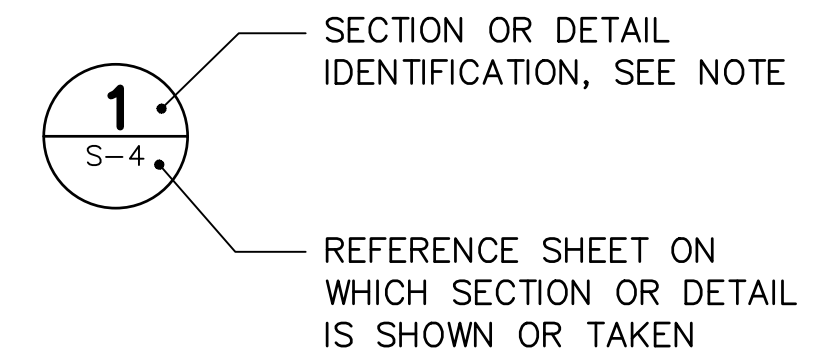 SECTION OR DETAIL
IDENTIFICATION, SEE NOTE
1
S-4
REFERENCE SHEET ON
WHICH SECTION OR DETAIL
IS SHOWN OR TAKEN